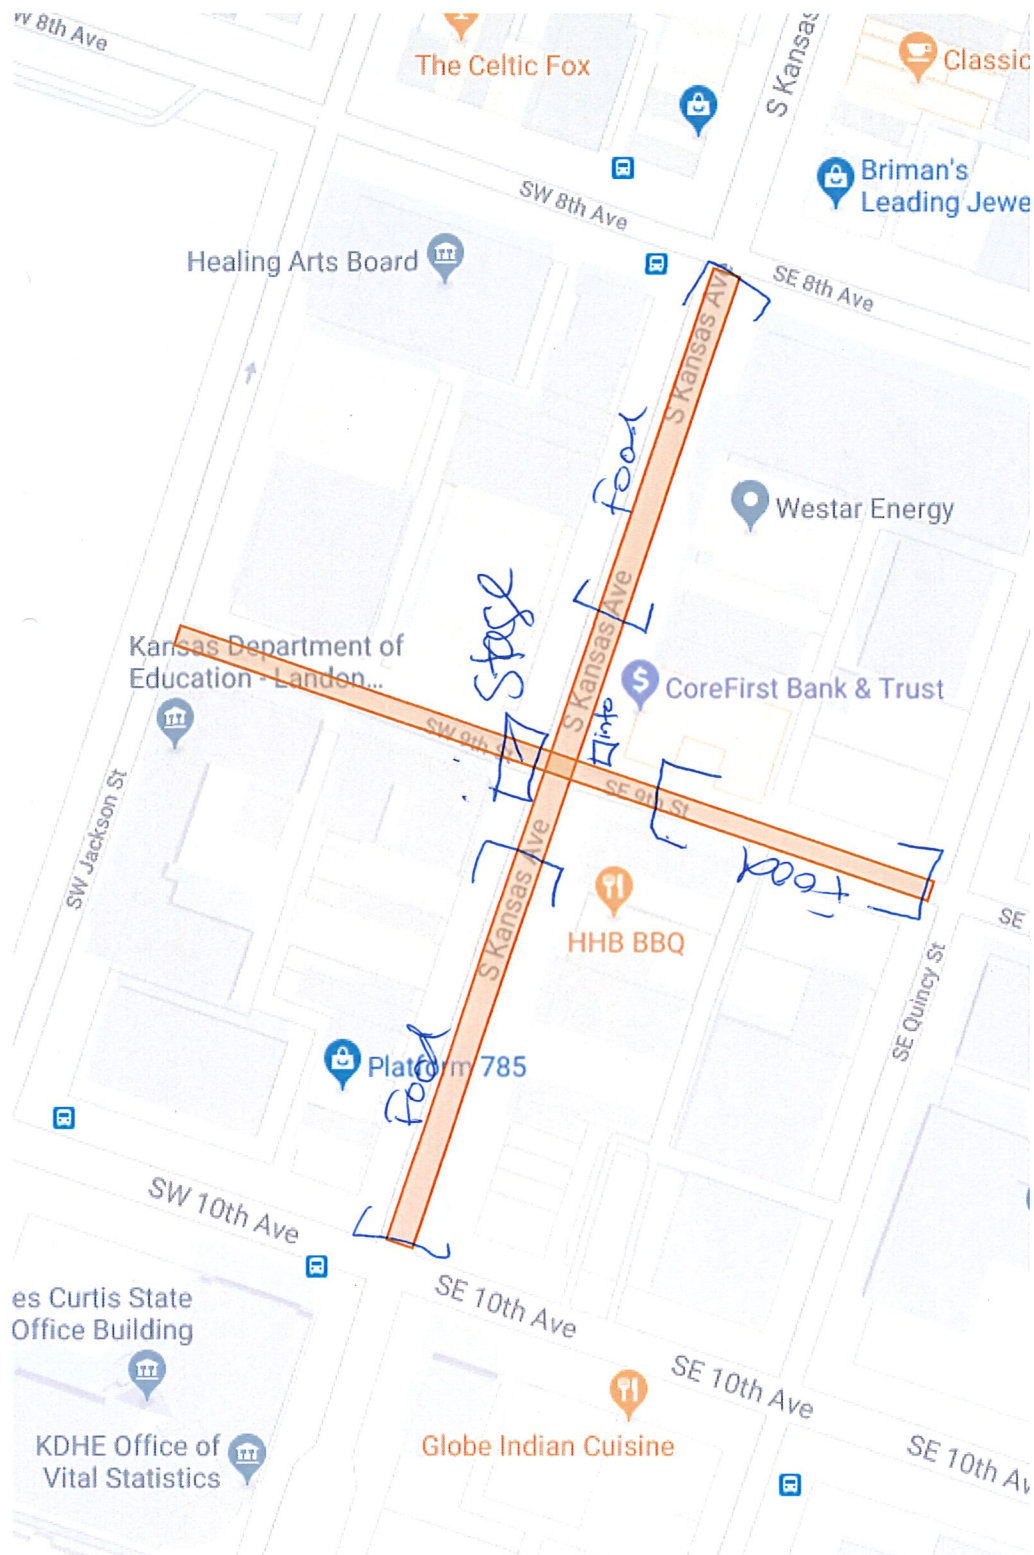 W 8th Ave
The Celtic Fox
S Kansas
Classic
SW 8th Ave
Briman's
Leading Jewe
Healing Arts Board
SE 8th Ave
S Kansas Ave
Food
Westar Energy
S Kansas Ave
Stage
Kansas Department of
Education - Landon...
CoreFirst Bank & Trust
info
SW 9th St
SE 9th St
SW Jackson St
S Kansas Ave
Food
HHB BBQ
SE
SE Quincy St
Food
Platform 785
SW 10th Ave
SE 10th Ave
es Curtis State
Office Building
SE 10th Ave
KDHE Office of
Vital Statistics
Globe Indian Cuisine
SE 10th Av